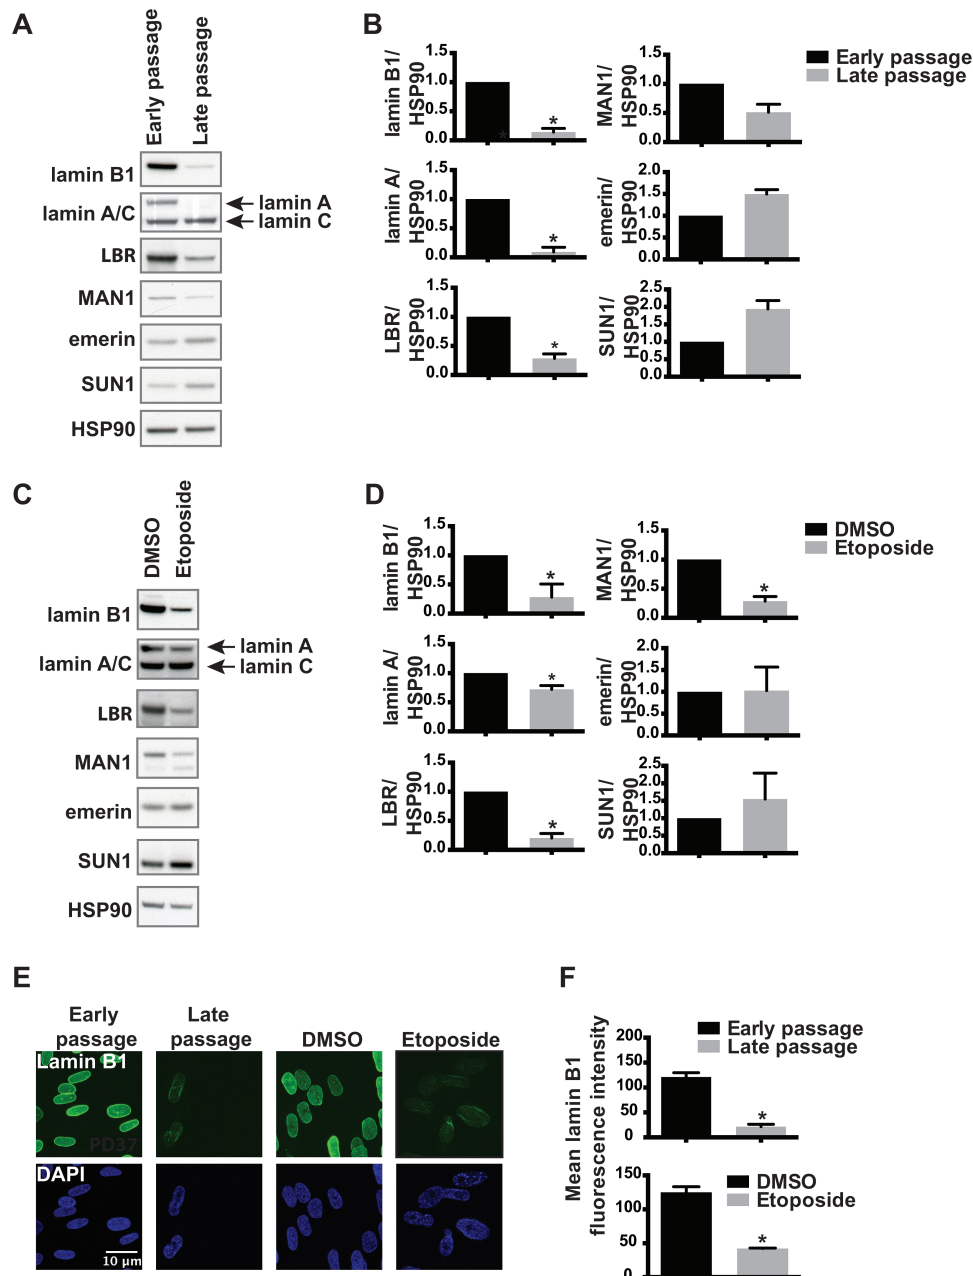 A
Early passage
Late passage
lamin B1
lamin A/C
lamin A
lamin C
LBR
MAN1
emerin
SUN1
HSP90
B
lamin B1/
HSP90
1.5
1.0
0.5
0.0
*
*
MAN1/
HSP90
1.5
1.0
0.5
0.0
Early passage
Late passage
lamin A/
HSP90
1.5
1.0
0.5
0.0
*
emerin/
HSP90
2.0
1.5
1.0
0.5
0.0
LBR/
HSP90
1.5
1.0
0.5
0.0
*
SUN1/
HSP90
2.5
2.0
1.5
1.0
0.5
0.0
C
DMSO
Etoposide
lamin B1
lamin A/C
lamin A
lamin C
LBR
MAN1
emerin
SUN1
HSP90
D
lamin B1/
HSP90
1.5
1.0
0.5
0.0
*
MAN1/
HSP90
1.5
1.0
0.5
0.0
*
DMSO
Etoposide
lamin A/
HSP90
1.5
1.0
0.5
0.0
*
emerin/
HSP90
2.0
1.5
1.0
0.5
0.0
LBR/
HSP90
1.5
1.0
0.5
0.0
*
SUN1/
HSP90
2.5
2.0
1.5
1.0
0.5
0.0
E
Early
passage
Late
passage
DMSO
Etoposide
Lamin B1
PD37
DAPI
10 µm
F
Mean lamin B1
fluorescence intensity
Early passage
Late passage
200
150
100
50
0
*
DMSO
Etoposide
150
100
50
0
*